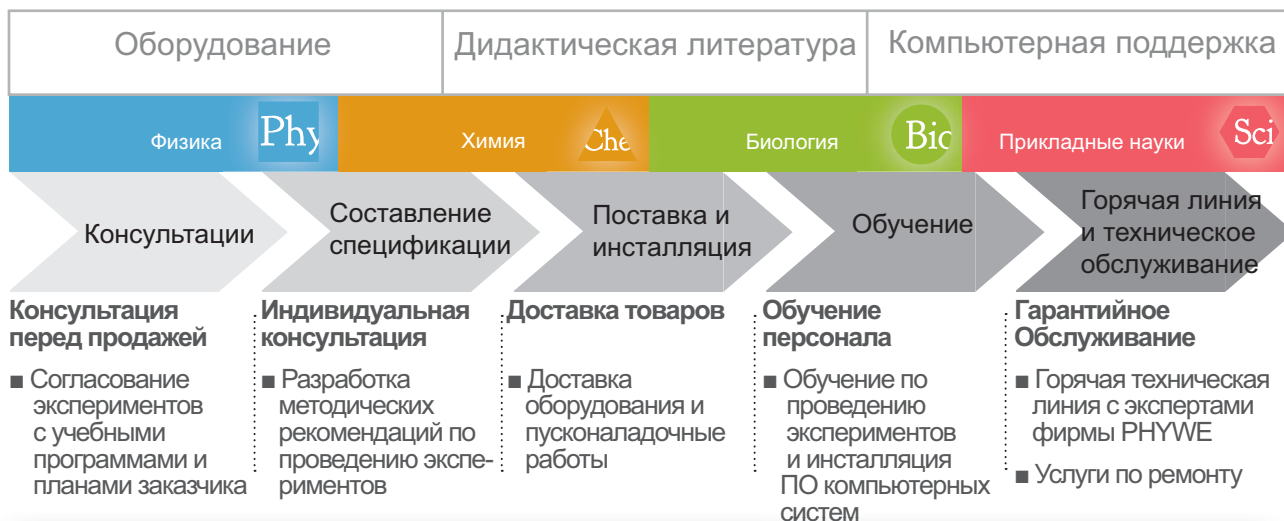 Оборудование
Дидактическая литература
Компьютерная поддержка
Физика
Phy
Химия
Che
Биология
Bio
Прикладные науки
Sci
Консультации
Составление
спецификации
Поставка и
инсталляция
Обучение
Горячая линия
и техническое
обслуживание
Консультация
перед продажей
■ Согласование
экспериментов
с учебными
программами и
планами заказчика
Индивидуальная
консультация
■ Разработка
методических
рекомендаций по
проведению экспе-
риментов
Доставка товаров
■ Доставка
оборудования и
пусконаладочные
работы
Обучение
персонала
■ Обучение по
проведению
экспериментов
и инсталляция
ПО компьютерных
систем
Гарантийное
Обслуживание
■ Горячая техническая
линия с экспертами
фирмы PHYWE
■ Услуги по ремонту